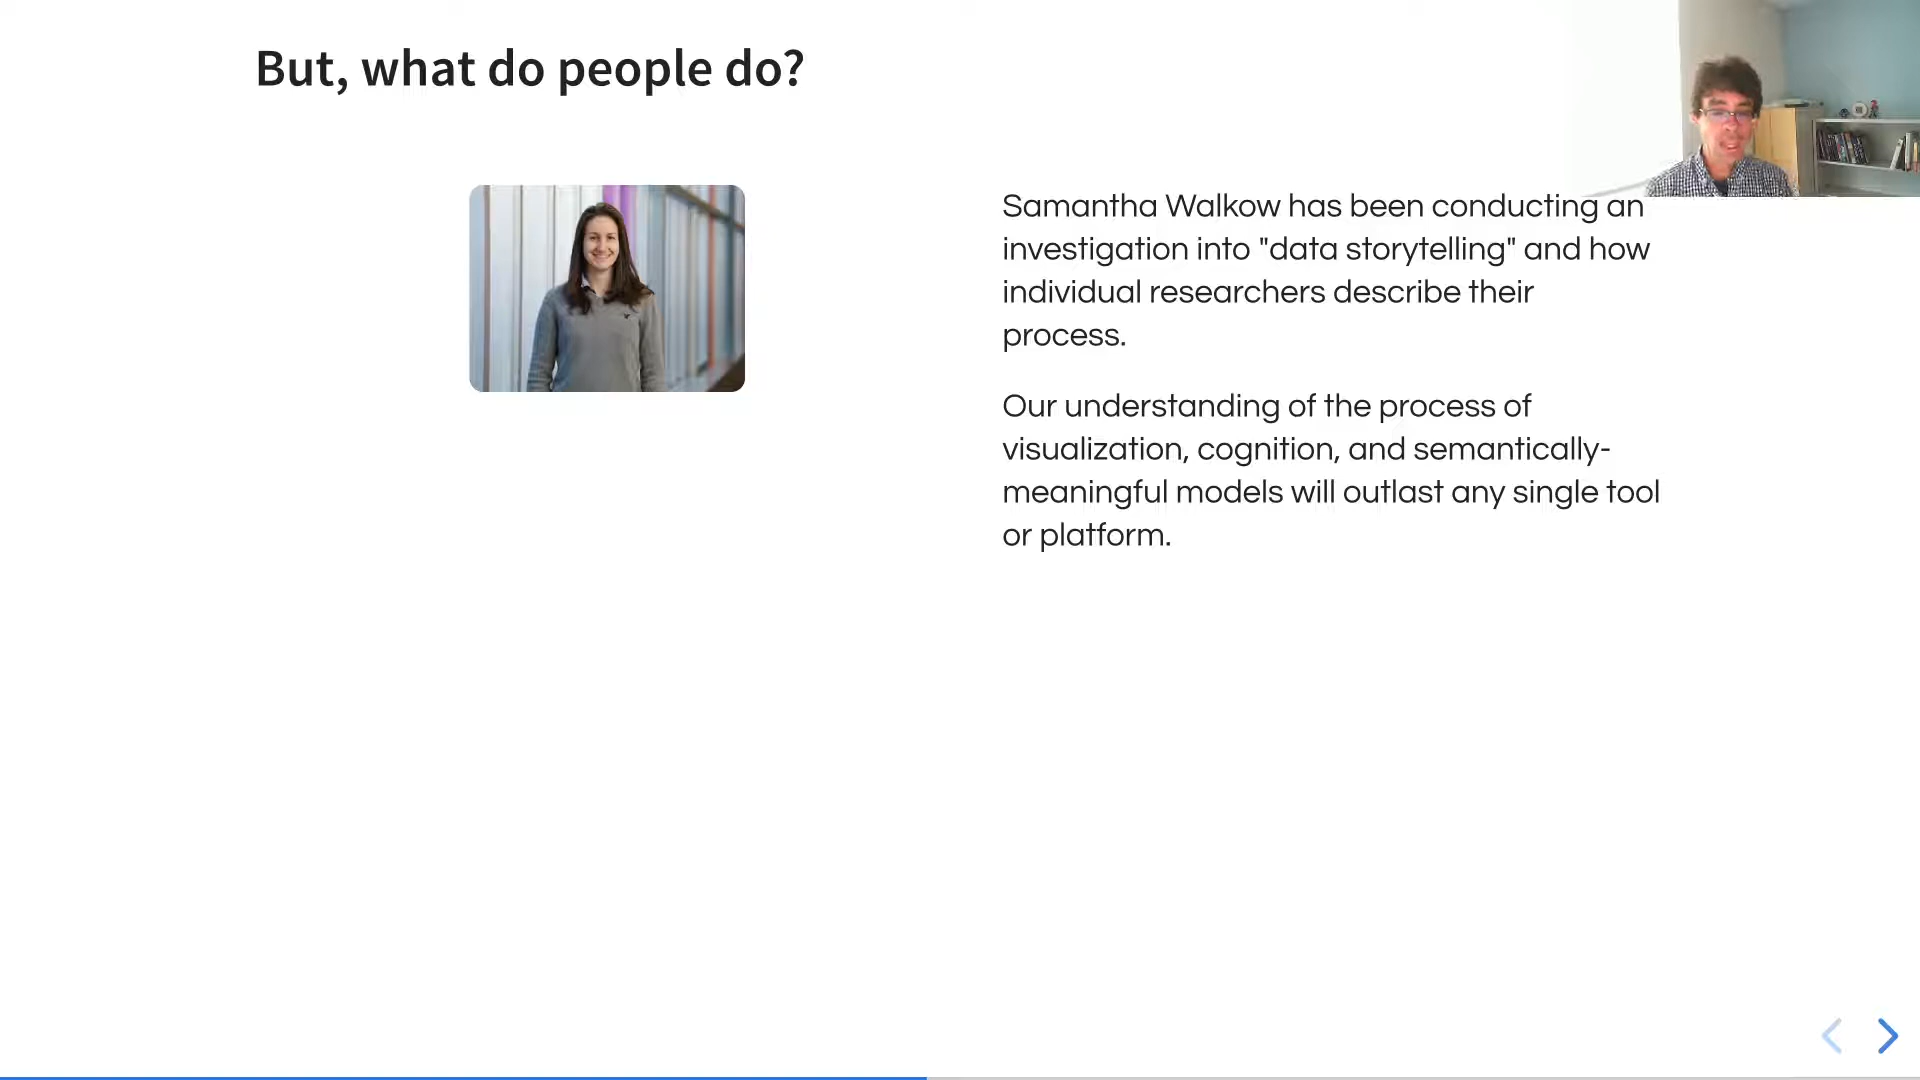 But, what do people do?
Samantha Walkow has been conducting an
investigation into "data storytelling" and how
individual researchers describe their
process.
Our understanding of the process of
visualization, cognition, and semantically-
meaningful models will outlast any single tool
or platform.